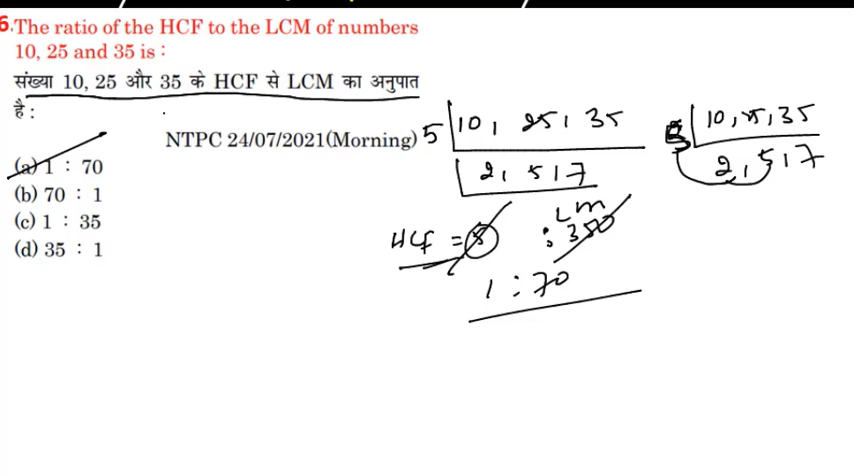 6.The ratio of the HCF to the LCM of numbers
10, 25 and 35 is :
संख्या 10, 25 और 35 के HCF से LCM का अनुपात
है :
NTPC 24/07/2021(Morning)
(a) 1 : 70
(b) 70 : 1
(c) 1 : 35
(d) 35 : 1
5 10, 25, 35
2, 5, 7
HCF = 5 : 350
LCM
1 : 70
5 10, 25, 35
2, 5, 7